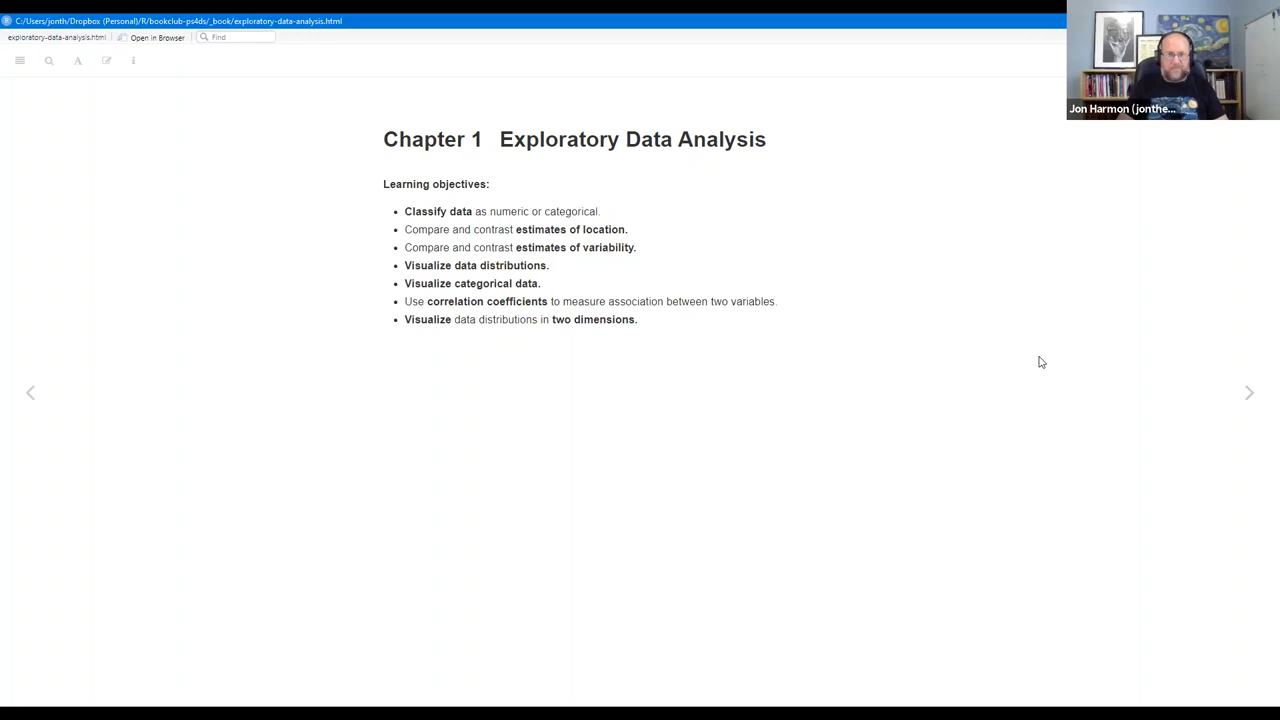 C:/Users/jonth/Dropbox (Personal)/R/bookclub-ps4ds/_book/exploratory-data-analysis.html
exploratory-data-analysis.html
Open in Browser
Find
A
i
Jon Harmon (jonthe...
Chapter 1 Exploratory Data Analysis
Learning objectives:
• Classify data as numeric or categorical.
• Compare and contrast estimates of location.
• Compare and contrast estimates of variability.
• Visualize data distributions.
• Visualize categorical data.
• Use correlation coefficients to measure association between two variables.
• Visualize data distributions in two dimensions.